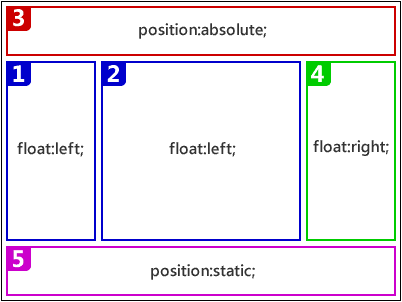 3
position:absolute;
1
float:left;
2
float:left;
4
float:right;
5
position:static;